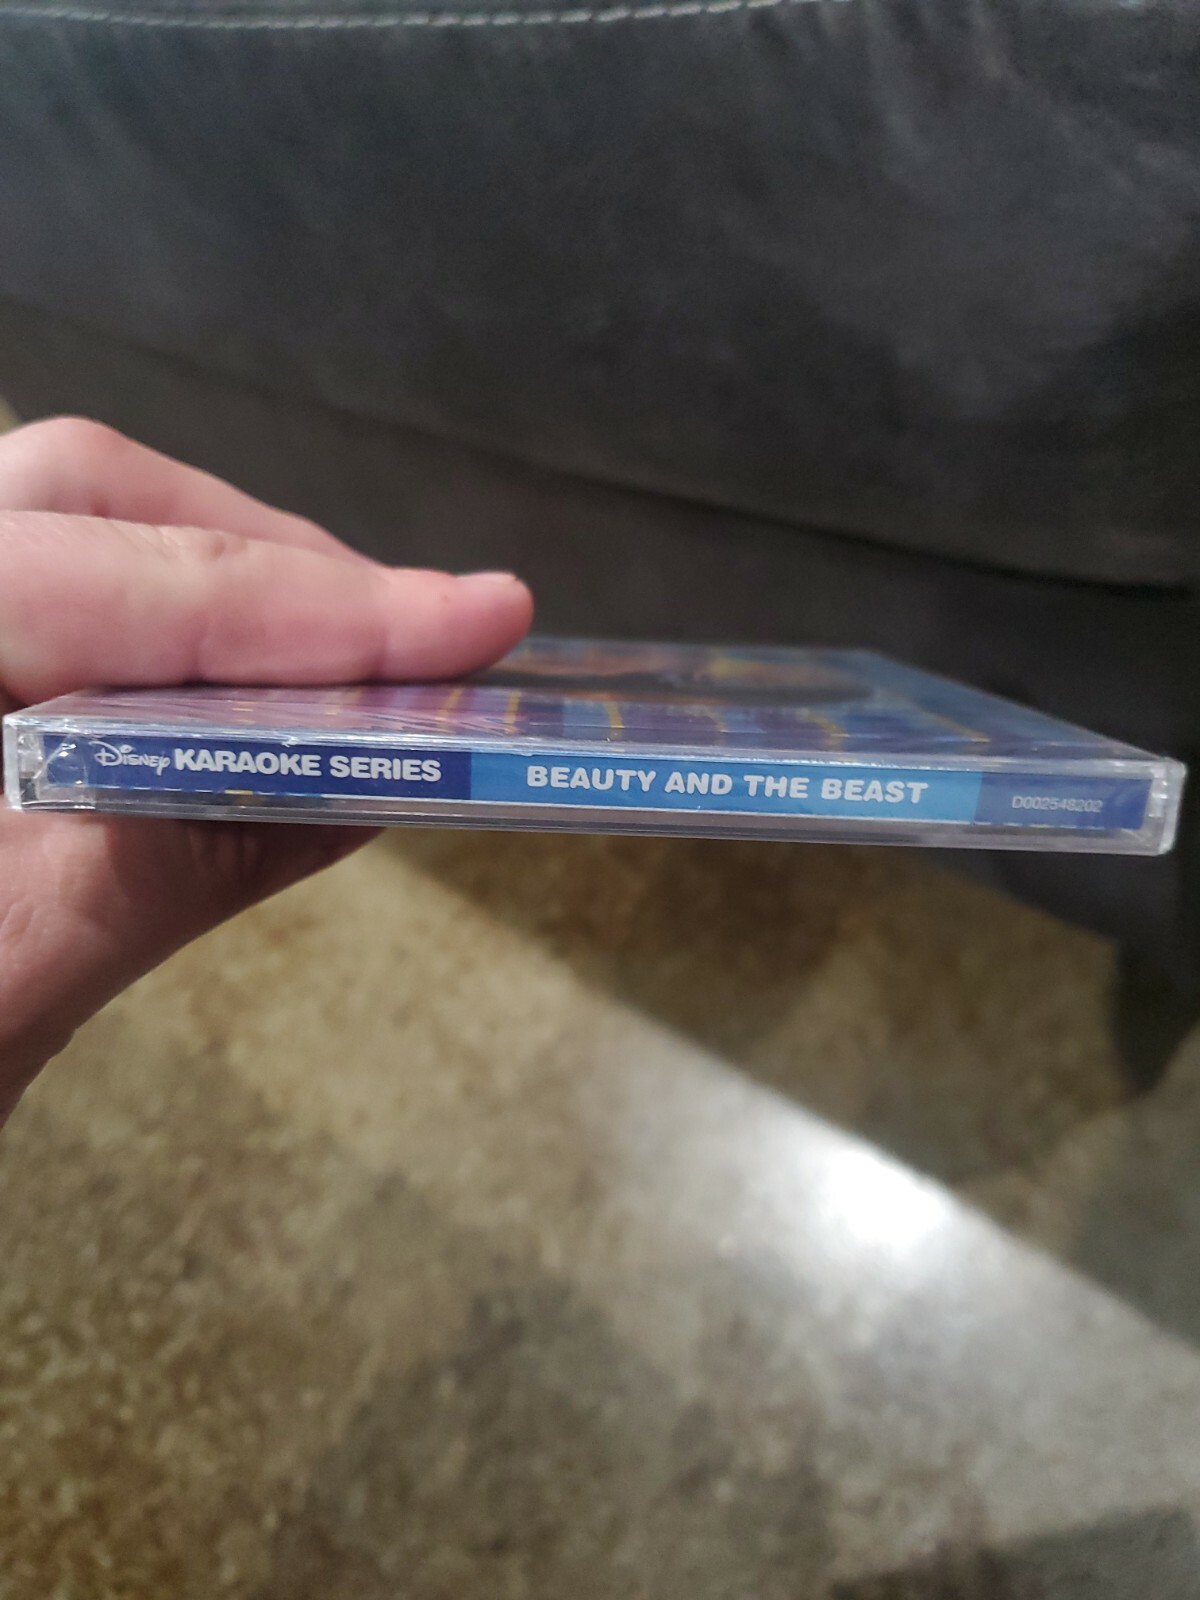 Disney KARAOKE SERIES BEAUTY AND THE BEAST D002548202